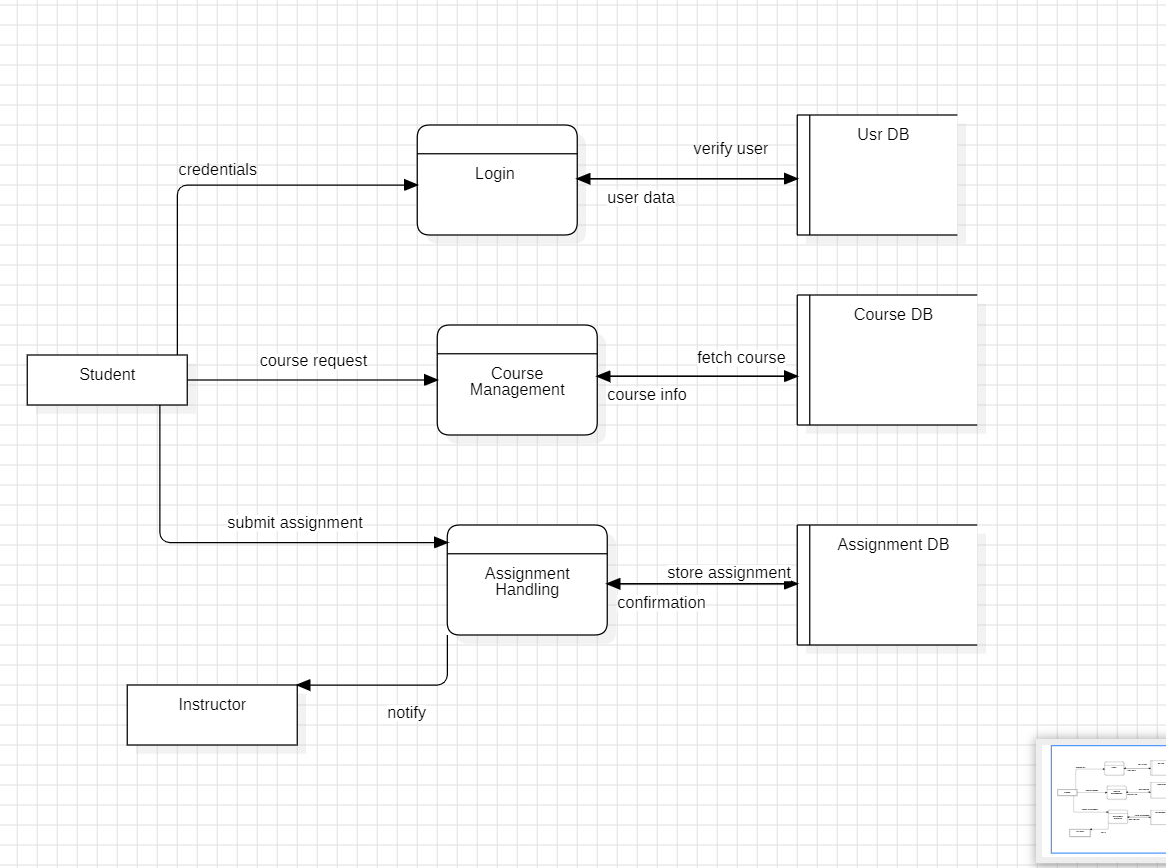 Usr DB
verify user
credentials
Login
user data
Course DB
fetch course
course request
Student
Course
Management
course info
submit assignment
Assignment DB
store assignment
Assignment
Handling
confirmation
Instructor
notify